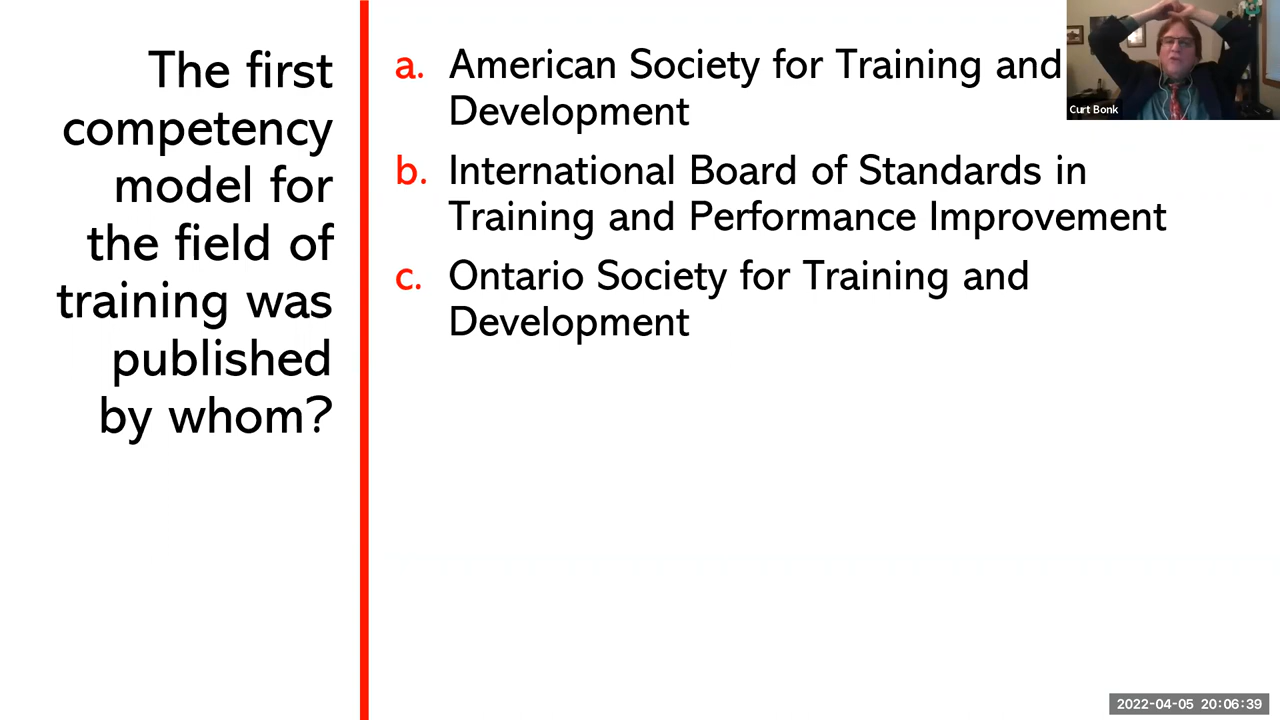 The first
competency
model for
the field of
training was
published
by whom?
a. American Society for Training and
Development
b. International Board of Standards in
Training and Performance Improvement
c. Ontario Society for Training and
Development
Curt Bonk
2022-04-05 20:06:39